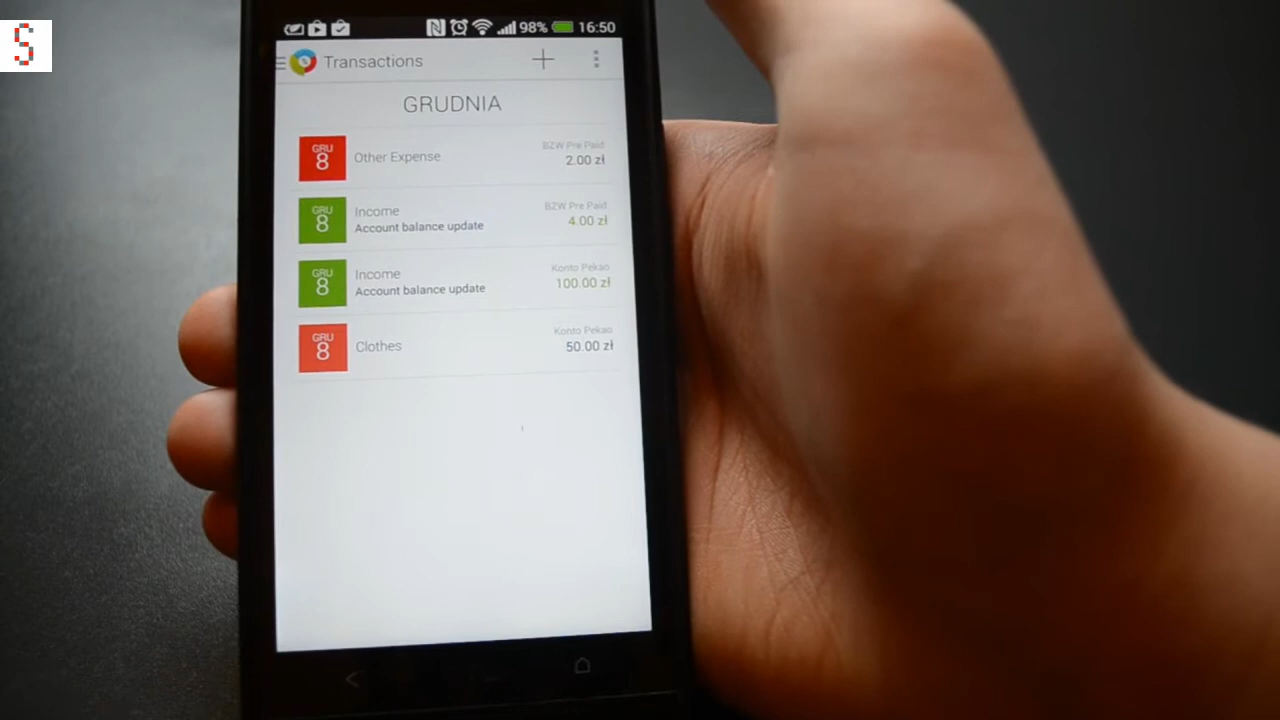 S
98% 16:50
Transactions
GRUDNIA
GRU
8
Other Expense
BZW Pre Paid
2.00 zł
GRU
8
Income
Account balance update
BZW Pre Paid
4.00 zł
GRU
8
Income
Account balance update
Konto Pekao
100.00 zł
GRU
8
Clothes
Konto Pekao
50.00 zł